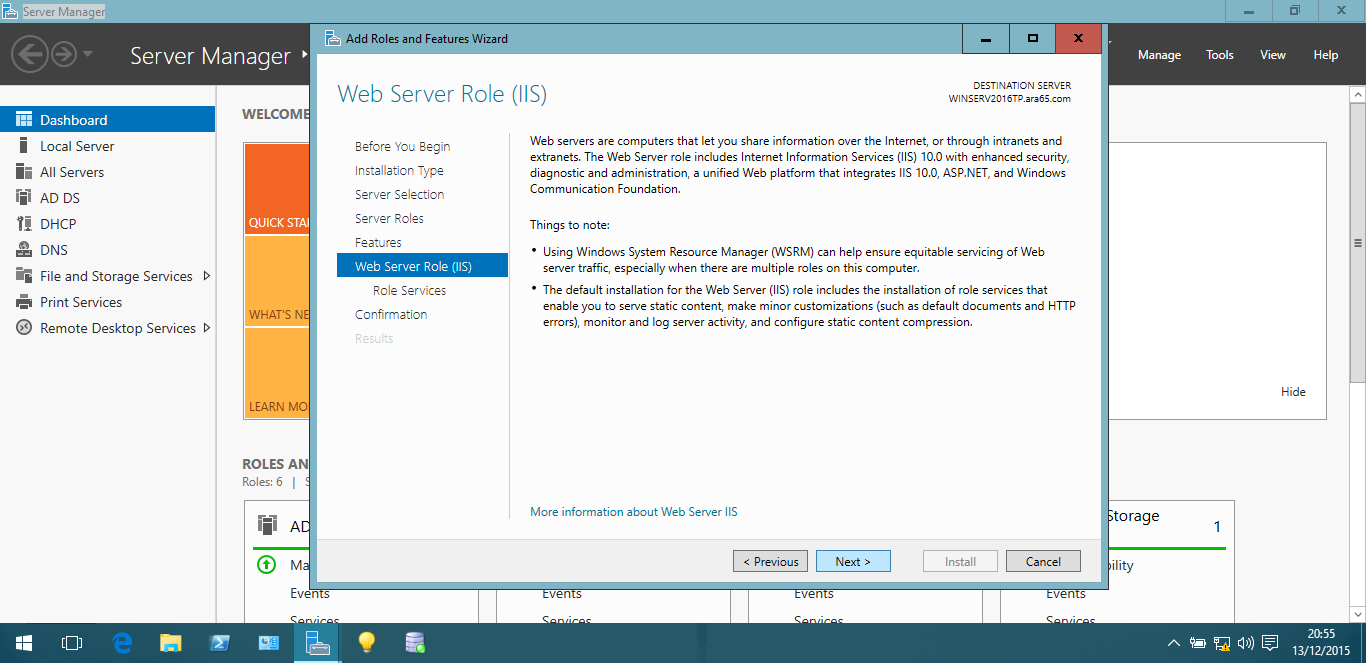 Server Manager
Server Manager
Manage
Tools
View
Help
Dashboard
Local Server
All Servers
AD DS
DHCP
DNS
File and Storage Services
Print Services
Remote Desktop Services
WELCOME
QUICK STA
WHAT'S NE
LEARN MO
Hide
ROLES AN
Roles: 6 |
AD
Ma
Events
Services
Events
Services
Events
Services
Storage
1
bility
Events
Services
Add Roles and Features Wizard
Web Server Role (IIS)
DESTINATION SERVER
WINSERV2016TP.ara65.com
Before You Begin
Installation Type
Server Selection
Server Roles
Features
Web Server Role (IIS)
Role Services
Confirmation
Results
Web servers are computers that let you share information over the Internet, or through intranets and
extranets. The Web Server role includes Internet Information Services (IIS) 10.0 with enhanced security,
diagnostic and administration, a unified Web platform that integrates IIS 10.0, ASP.NET, and Windows
Communication Foundation.
Things to note:
• Using Windows System Resource Manager (WSRM) can help ensure equitable servicing of Web
server traffic, especially when there are multiple roles on this computer.
• The default installation for the Web Server (IIS) role includes the installation of role services that
enable you to serve static content, make minor customizations (such as default documents and HTTP
errors), monitor and log server activity, and configure static content compression.
More information about Web Server IIS
< Previous
Next >
Install
Cancel
20:55
13/12/2015